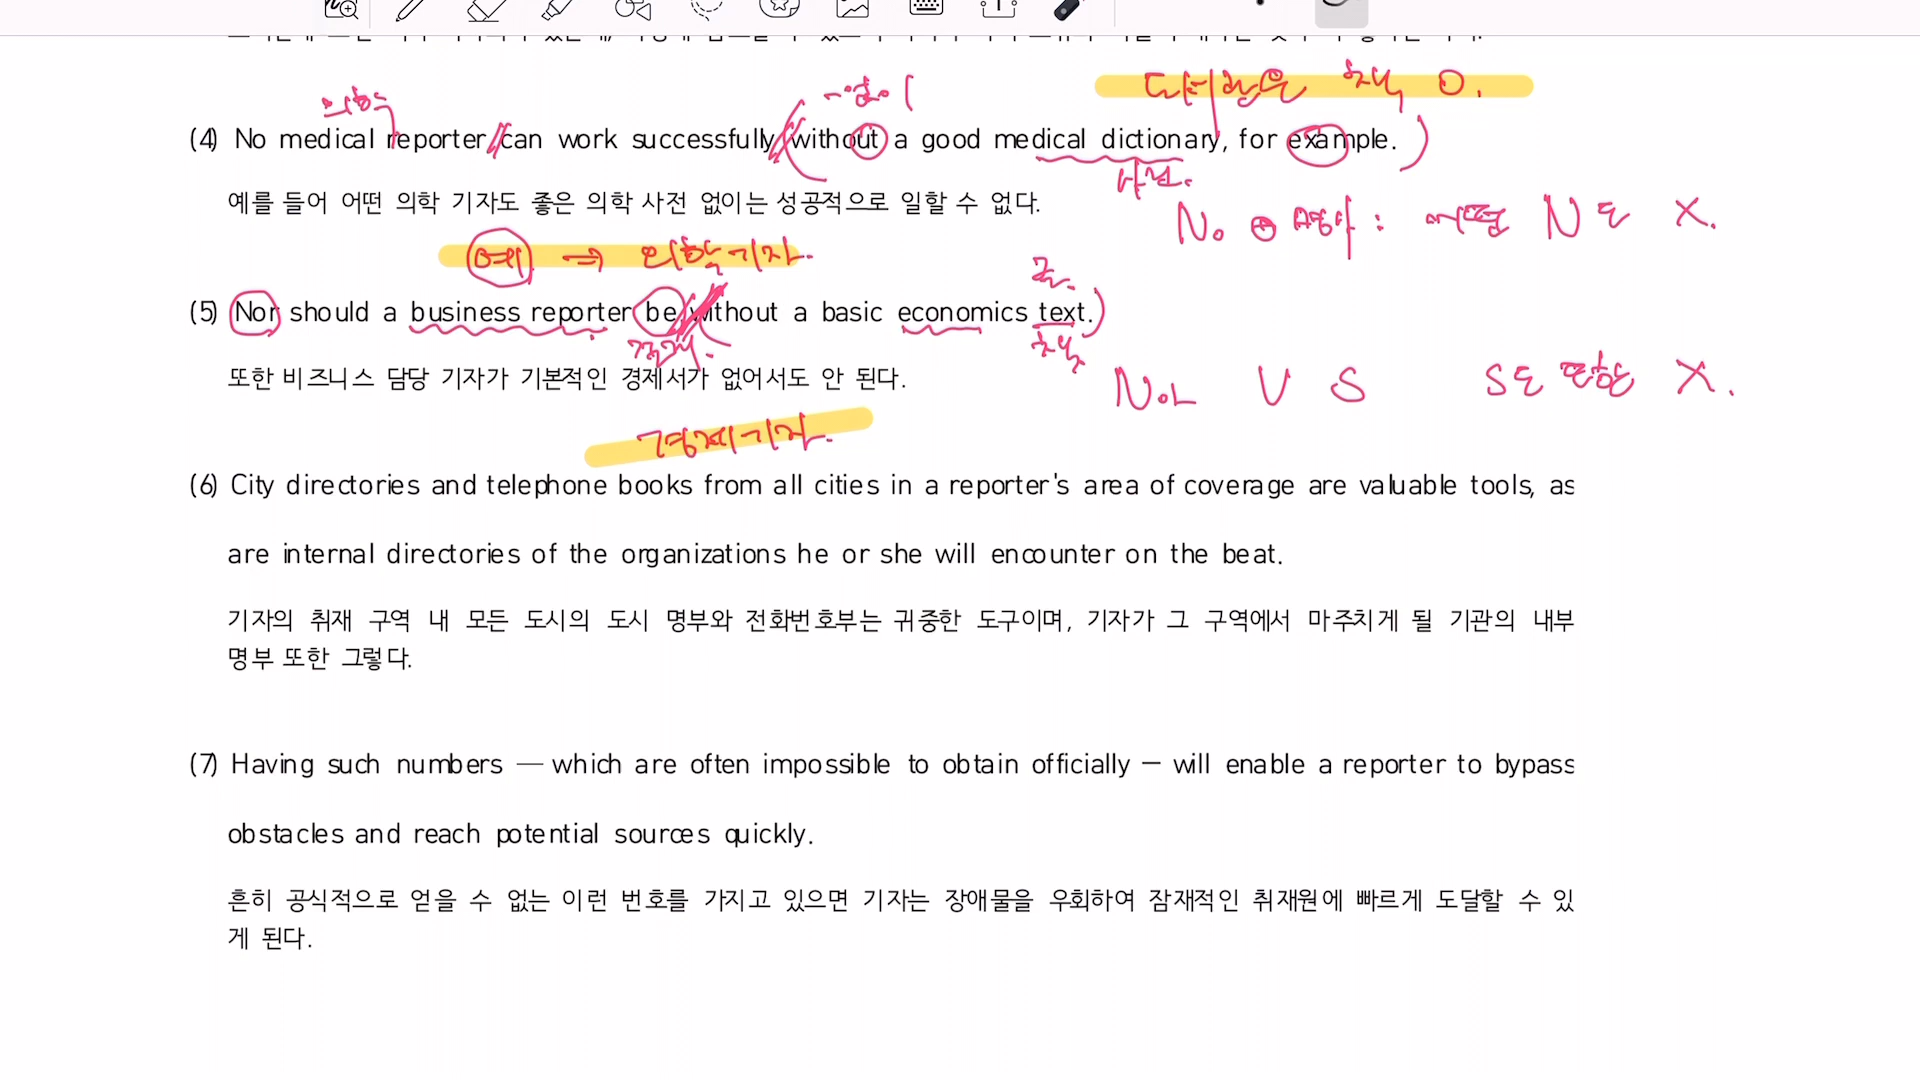 의학
없이
도서관은 책 O.
(4) No medical reporter can work successfully without a good medical dictionary, for example.
사전.
예를 들어 어떤 의학 기자도 좋은 의학 사전 없이는 성공적으로 일할 수 없다.
No ⊕ 명사 : 어떤 N도 X.
예 ⇒ 의학기자.
글.
(5) Nor should a business reporter be without a basic economics text.
책
또한 비즈니스 담당 기자가 기본적인 경제서가 없어서도 안 된다.
Nor V S S도 또한 X.
경제기자.
(6) City directories and telephone books from all cities in a reporter's area of coverage are valuable tools, as
are internal directories of the organizations he or she will encounter on the beat.
기자의 취재 구역 내 모든 도시의 도시 명부와 전화번호부는 귀중한 도구이며, 기자가 그 구역에서 마주치게 될 기관의 내부
명부 또한 그렇다.
(7) Having such numbers — which are often impossible to obtain officially — will enable a reporter to bypass
obstacles and reach potential sources quickly.
흔히 공식적으로 얻을 수 없는 이런 번호를 가지고 있으면 기자는 장애물을 우회하여 잠재적인 취재원에 빠르게 도달할 수 있
게 된다.